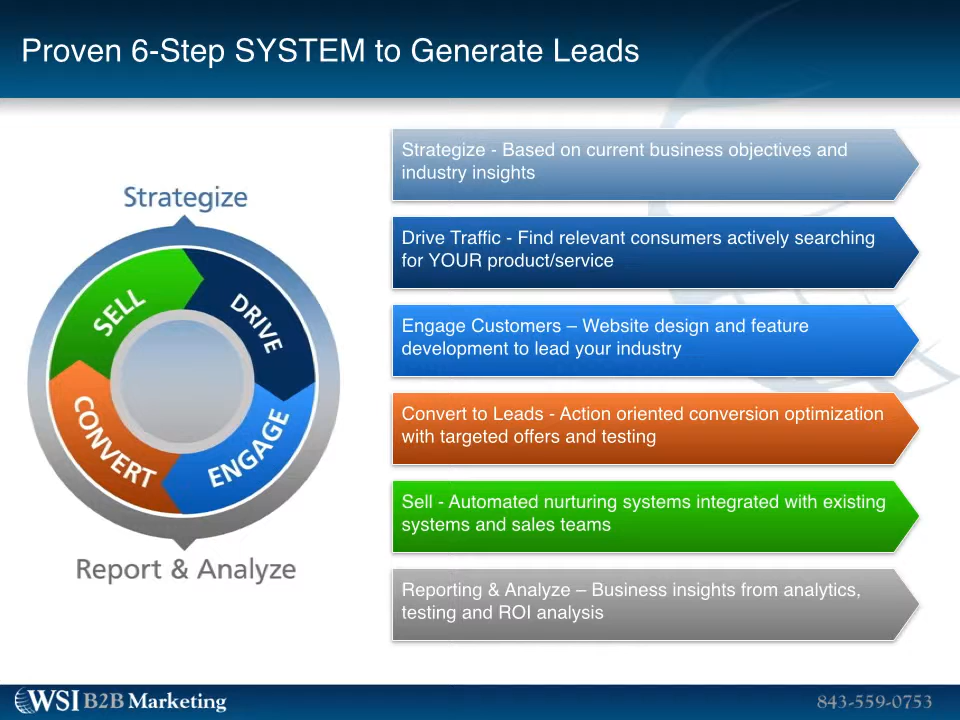 Proven 6-Step SYSTEM to Generate Leads
Strategize
SELL
DRIVE
CONVERT
ENGAGE
Report & Analyze
Strategize - Based on current business objectives and
industry insights
Drive Traffic - Find relevant consumers actively searching
for YOUR product/service
Engage Customers – Website design and feature
development to lead your industry
Convert to Leads - Action oriented conversion optimization
with targeted offers and testing
Sell - Automated nurturing systems integrated with existing
systems and sales teams
Reporting & Analyze – Business insights from analytics,
testing and ROI analysis
WSI B2B Marketing
843-559-0753